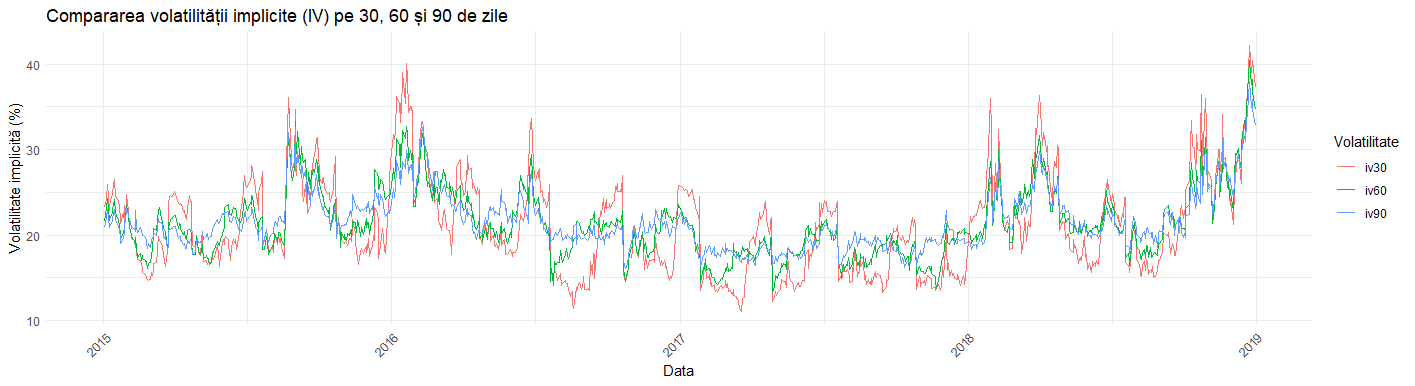 Compararea volatilității implicite (IV) pe 30, 60 și 90 de zile
Volatilitate implicită (%)
40
30
20
10
2015
2016
2017
2018
2019
Data
Volatilitate
iv30
iv60
iv90